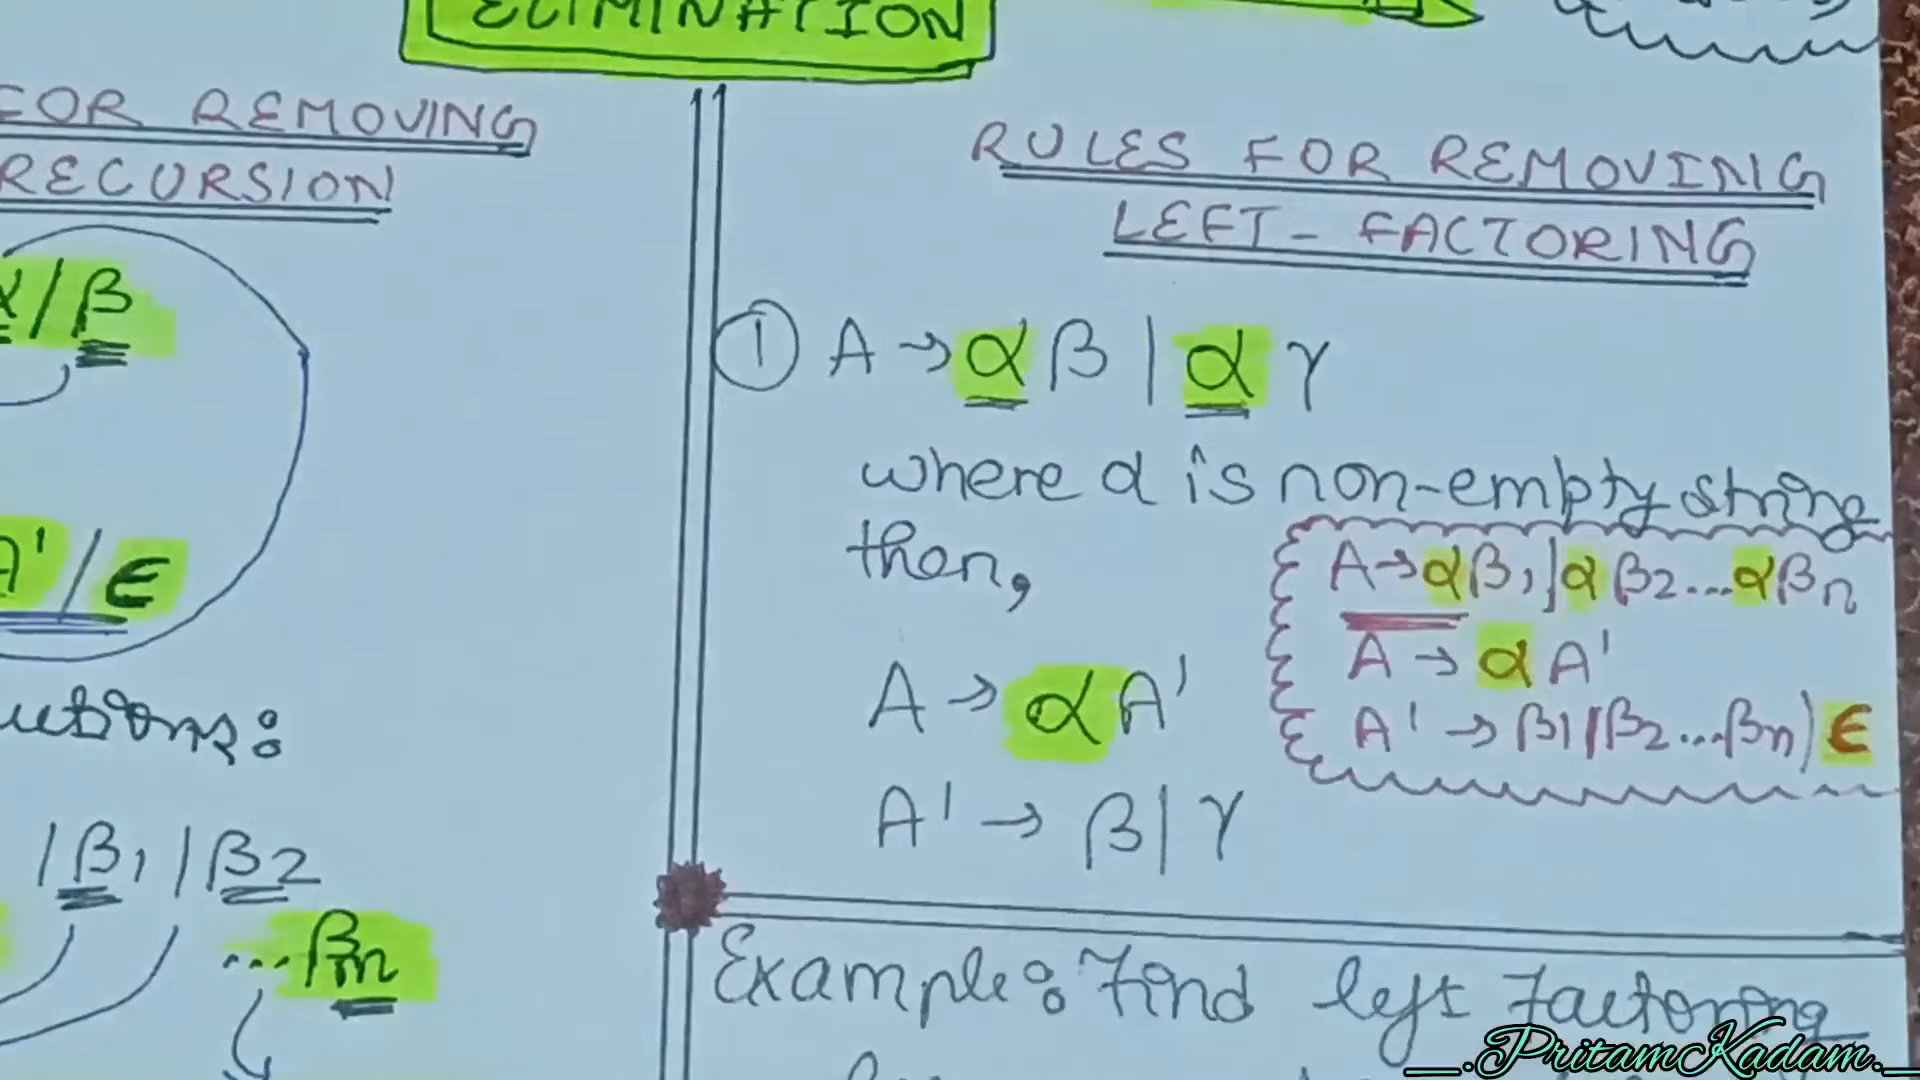 ELIMINATION
FOR REMOVING
RECURSION
α/β
A'/ϵ
/β1/β2
...βm
RULES FOR REMOVING
LEFT-FACTORING
① A → αβ | αγ
where α is non-empty string
then,
A → αA'
A' → β|γ
A→αβ1|αβ2...αβn
A → αA'
A' → β1|β2...βn|ϵ
Example: Find left factoring
__.PritamKadam.__